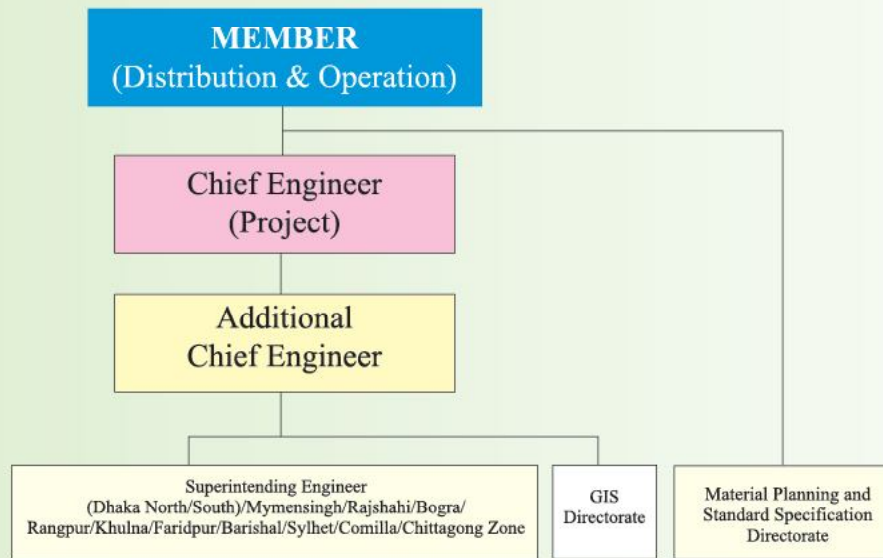 MEMBER
(Distribution & Operation)
Chief Engineer
(Project)
Additional
Chief Engineer
Superintending Engineer
(Dhaka North/South)/Mymensingh/Rajshahi/Bogra/
Rangpur/Khulna/Faridpur/Barishal/Sylhet/Comilla/Chittagong Zone
GIS
Directorate
Material Planning and
Standard Specification
Directorate